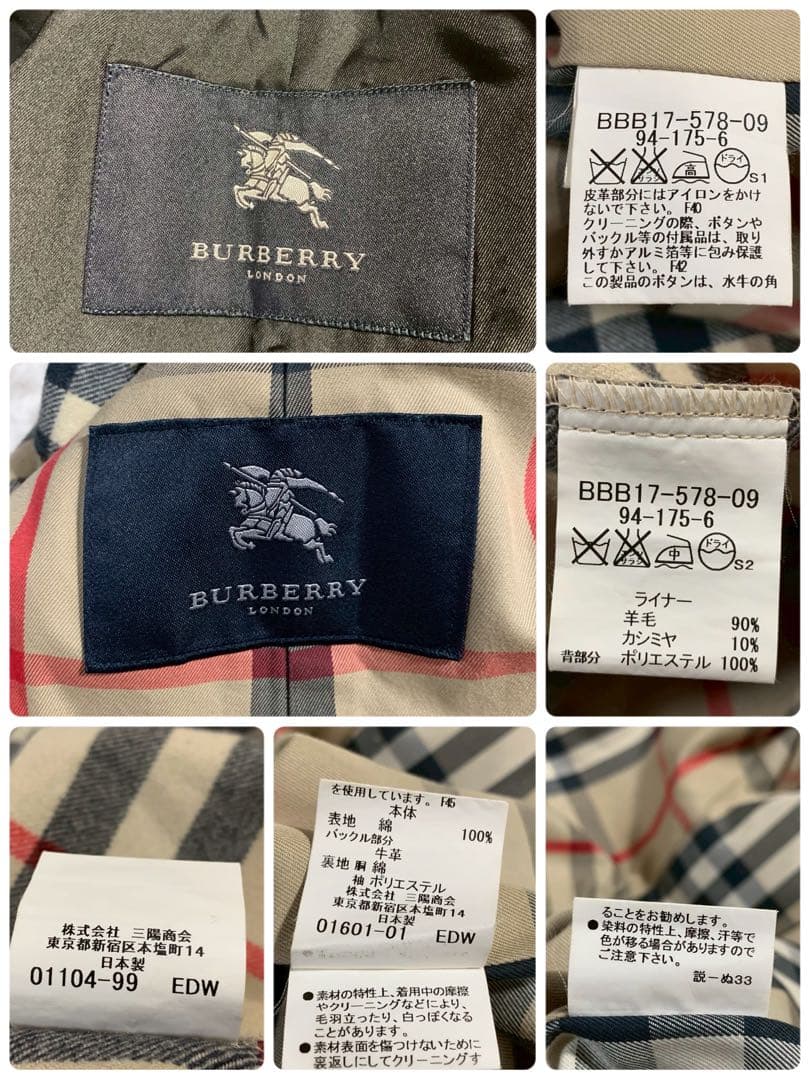 BURBERRY
LONDON
BBB17-578-09
94-175-6
高
ドライ
S1
皮革部分にはアイロンをかけ
ないで下さい。 F40
クリーニングの際、ボタンや
バックル等の付属品は、取り
外すかアルミ箔等に包み保護
して下さい。 F42
この製品のボタンは、水牛の角
BURBERRY
LONDON
BBB17-578-09
94-175-6
中
ドライ
S2
ライナー
羊毛 90%
カシミヤ 10%
背部分 ポリエステル 100%
株式会社 三陽商会
東京都新宿区本塩町14
日本製
01104-99 EDW
を使用しています。 F45
本体
表地 綿 100%
バックル部分
牛革
裏地 胴 綿
袖 ポリエステル
株式会社 三陽商会
東京都新宿区本塩町14
日本製
01601-01 EDW
●素材の特性上、着用中の摩擦
やクリーニングなどにより、
毛羽立ったり、白っぽくなる
ことがあります。
●素材表面を傷つけないために
裏返しにしてクリーニングす
ることをお勧めします。
●染料の特性上、摩擦、汗等で
色が移る場合がありますので
ご注意下さい。
説－ぬ33